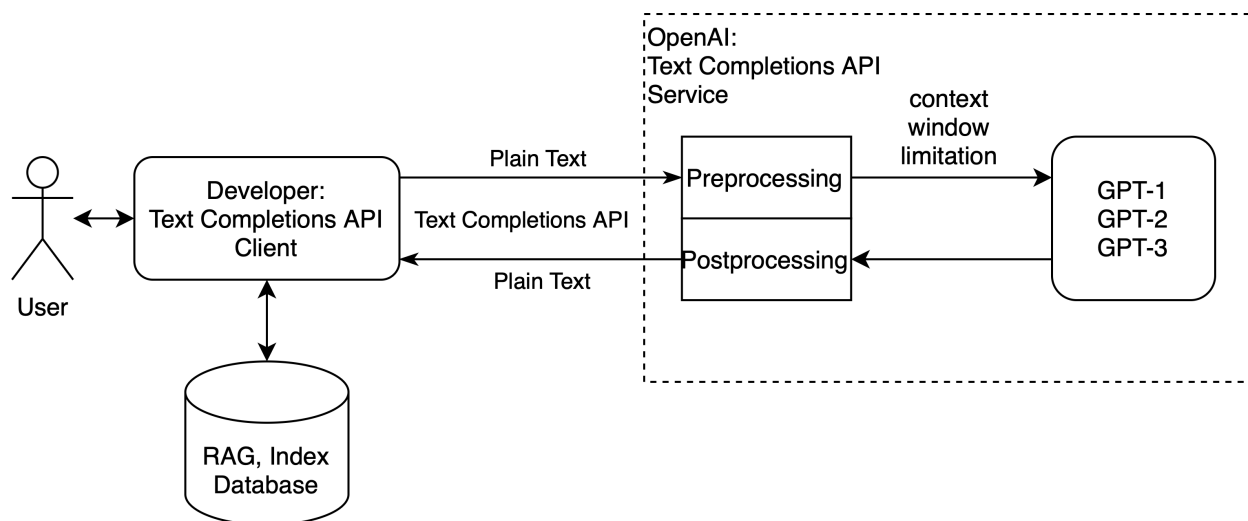 OpenAI:
Text Completions API
Service
context
window
limitation
Plain Text
Developer:
Text Completions API
Client
Text Completions API
Plain Text
Preprocessing
Postprocessing
GPT-1
GPT-2
GPT-3
User
RAG, Index
Database